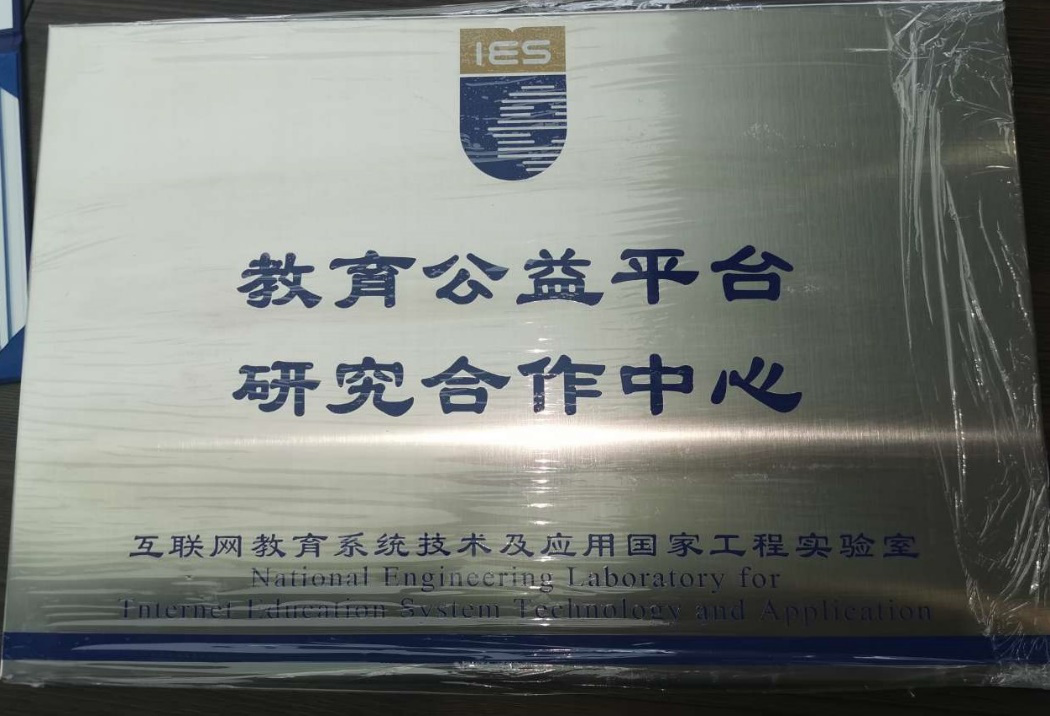 IES
教育公益平台
研究合作中心
互联网教育系统技术及应用国家工程实验室
National Engineering Laboratory for
Internet Education System Technology and Application